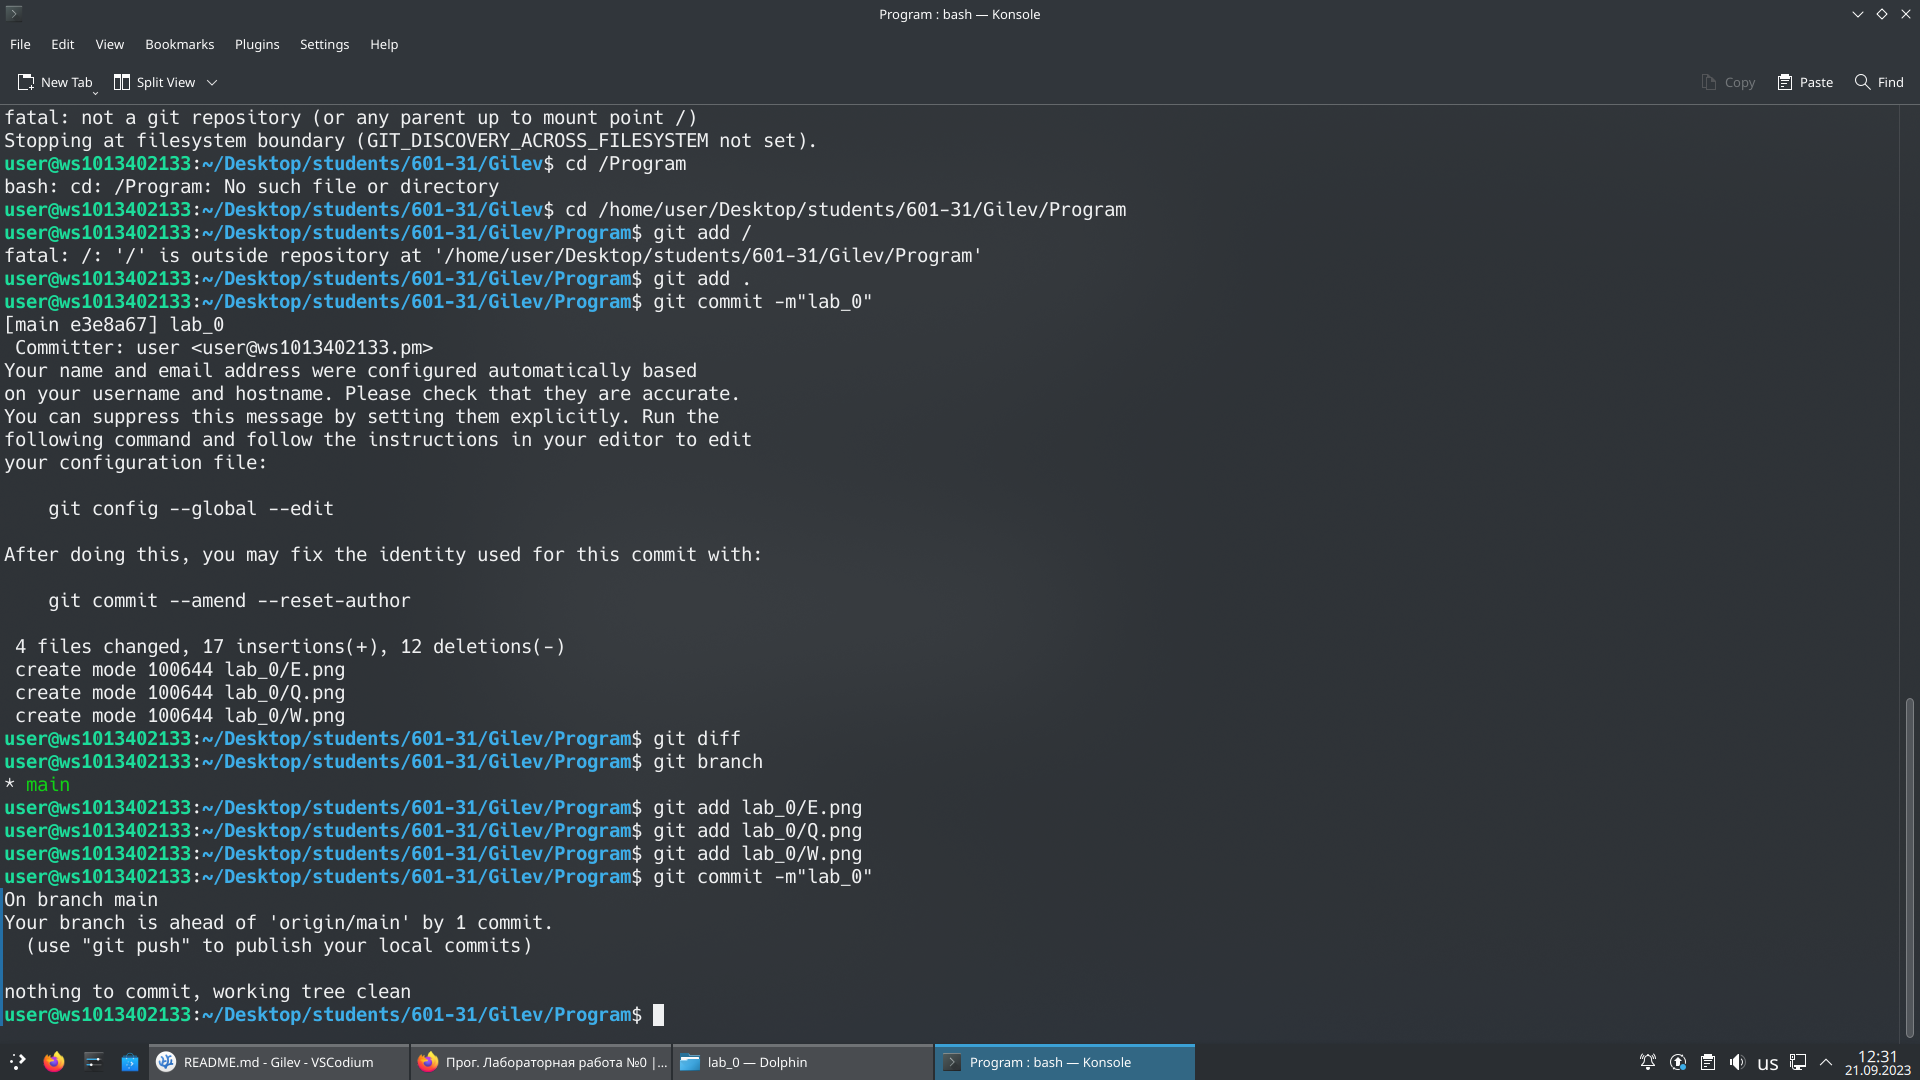 Program : bash — Konsole
File Edit View Bookmarks Plugins Settings Help
New Tab Split View Copy Paste Find
fatal: not a git repository (or any parent up to mount point /)
Stopping at filesystem boundary (GIT_DISCOVERY_ACROSS_FILESYSTEM not set).
user@ws1013402133:~/Desktop/students/601-31/Gilev$ cd /Program
bash: cd: /Program: No such file or directory
user@ws1013402133:~/Desktop/students/601-31/Gilev$ cd /home/user/Desktop/students/601-31/Gilev/Program
user@ws1013402133:~/Desktop/students/601-31/Gilev/Program$ git add /
fatal: /: '/' is outside repository at '/home/user/Desktop/students/601-31/Gilev/Program'
user@ws1013402133:~/Desktop/students/601-31/Gilev/Program$ git add .
user@ws1013402133:~/Desktop/students/601-31/Gilev/Program$ git commit -m"lab_0"
[main e3e8a67] lab_0
 Committer: user <user@ws1013402133.pm>
Your name and email address were configured automatically based
on your username and hostname. Please check that they are accurate.
You can suppress this message by setting them explicitly. Run the
following command and follow the instructions in your editor to edit
your configuration file:
    git config --global --edit
After doing this, you may fix the identity used for this commit with:
    git commit --amend --reset-author
 4 files changed, 17 insertions(+), 12 deletions(-)
 create mode 100644 lab_0/E.png
 create mode 100644 lab_0/Q.png
 create mode 100644 lab_0/W.png
user@ws1013402133:~/Desktop/students/601-31/Gilev/Program$ git diff
user@ws1013402133:~/Desktop/students/601-31/Gilev/Program$ git branch
* main
user@ws1013402133:~/Desktop/students/601-31/Gilev/Program$ git add lab_0/E.png
user@ws1013402133:~/Desktop/students/601-31/Gilev/Program$ git add lab_0/Q.png
user@ws1013402133:~/Desktop/students/601-31/Gilev/Program$ git add lab_0/W.png
user@ws1013402133:~/Desktop/students/601-31/Gilev/Program$ git commit -m"lab_0"
On branch main
Your branch is ahead of 'origin/main' by 1 commit.
  (use "git push" to publish your local commits)
nothing to commit, working tree clean
user@ws1013402133:~/Desktop/students/601-31/Gilev/Program$
README.md - Gilev - VSCodium Прог. Лабораторная работа №0 |... lab_0 — Dolphin Program : bash — Konsole us 12:31
21.09.2023